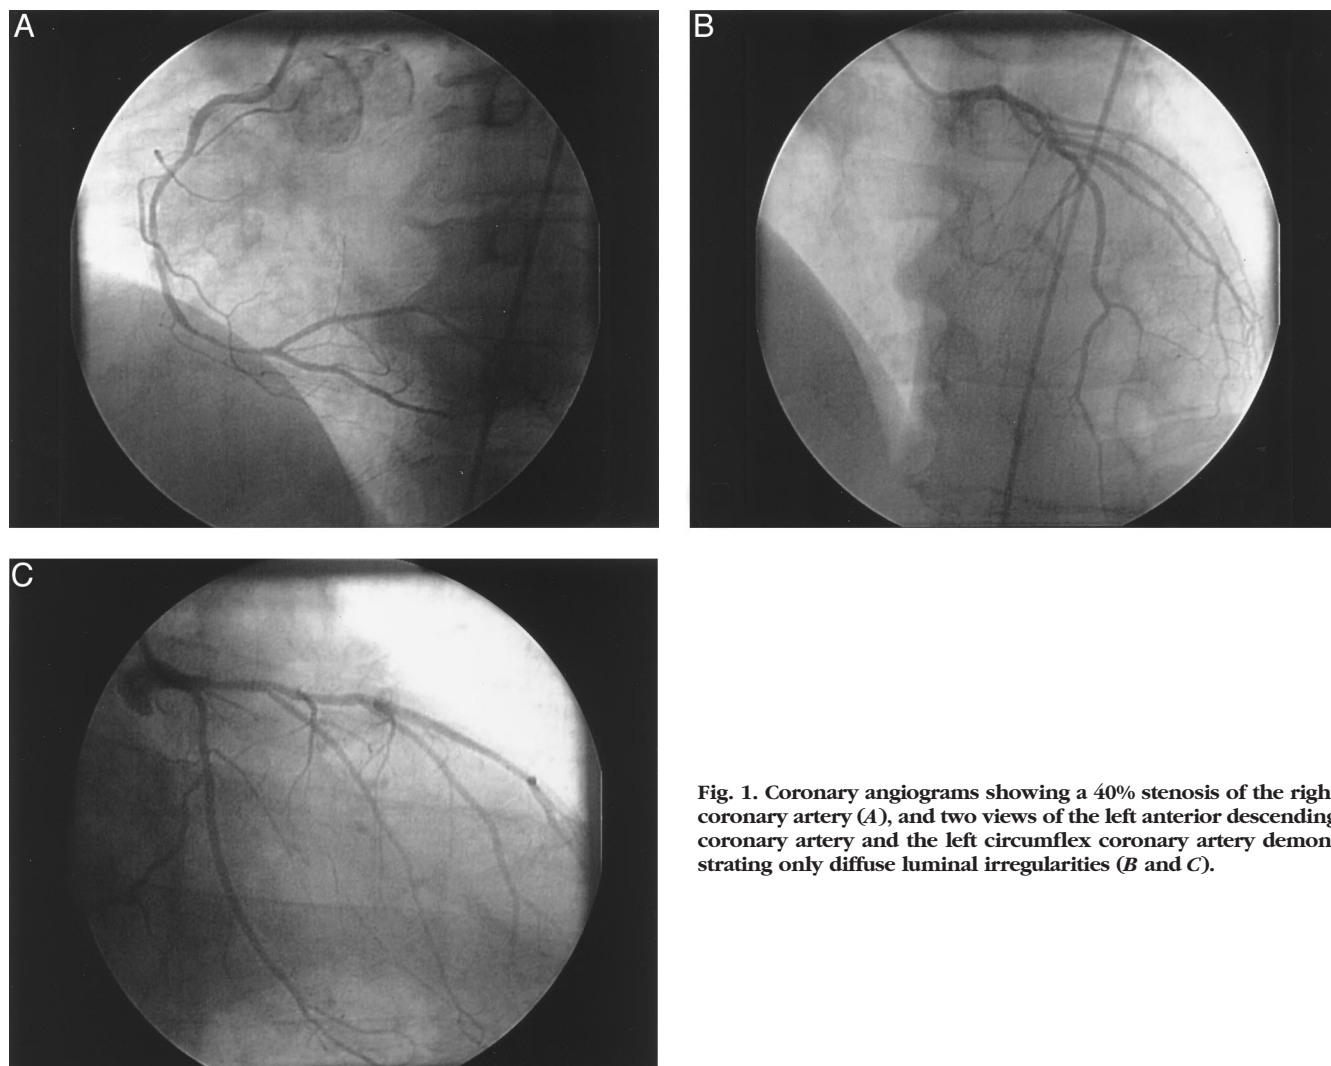 A
B
C
Fig. 1. Coronary angiograms showing a 40% stenosis of the righ
coronary artery (A), and two views of the left anterior descending
coronary artery and the left circumflex coronary artery demon
strating only diffuse luminal irregularities (B and C).